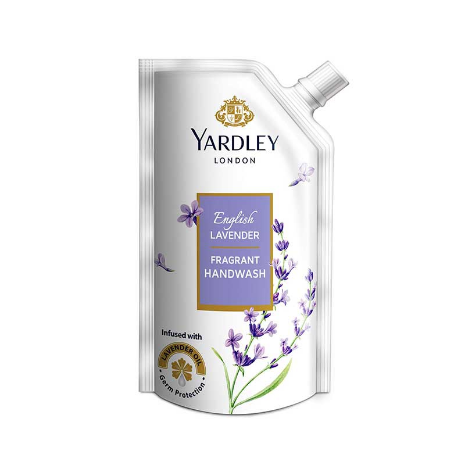 YARDLEY
LONDON
English
LAVENDER
FRAGRANT
HANDWASH
Infused with
LAVENDER OIL
• Germ Protection •